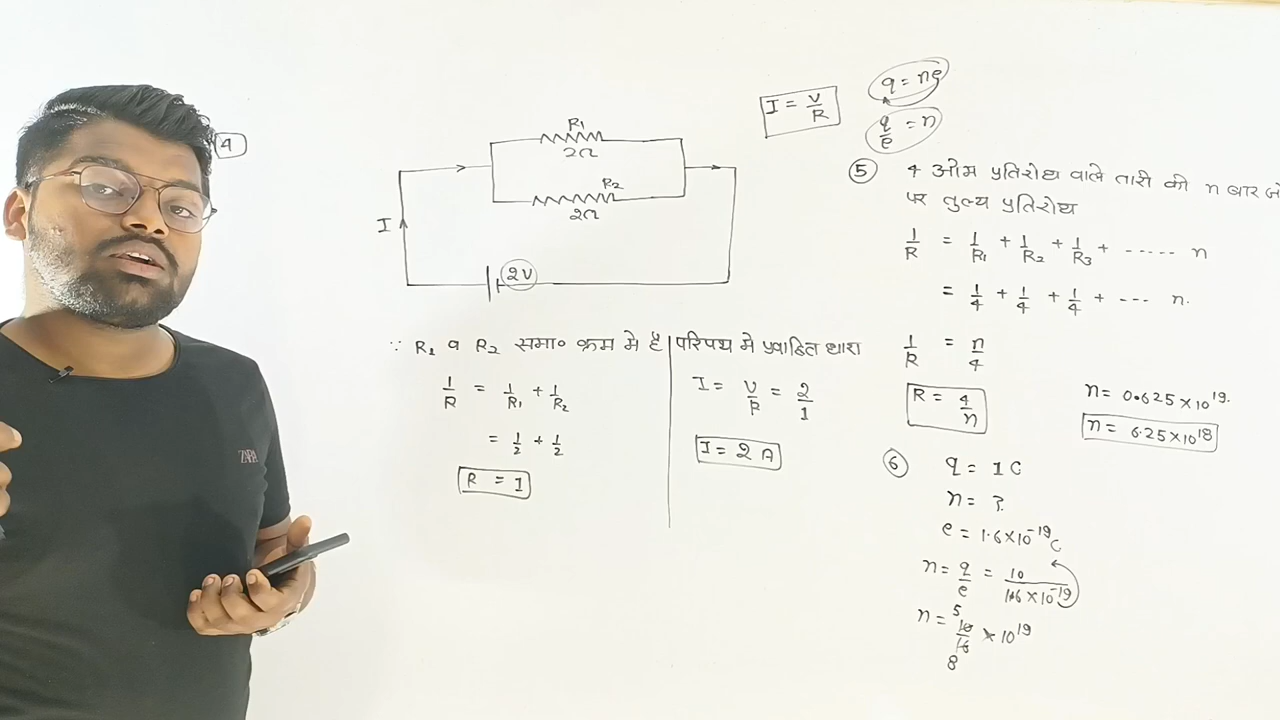 4
R1
2Ω
R2
2Ω
I
2V
∵ R1 व R2 समा० क्रम मे है
1/R = 1/R1 + 1/R2
= 1/2 + 1/2
R = 1
परिपथ मे प्रवाहित धारा
I = V/R = 2/1
I = 2 A
I = V/R
q = ne
q/e = n
5 4 ओम प्रतिरोध वाले तारो को n बार
पर तुल्य प्रतिरोध
1/R = 1/R1 + 1/R2 + 1/R3 + ----- n
= 1/4 + 1/4 + 1/4 + --- n.
1/R = n/4
R = 4/n
6 q = 1 C
n = ?
e = 1.6×10^-19 C
n = q/e = 10/(1.6×10^-19)
n = 10/16 × 10^19
5
8
n = 0.625×10^19.
n = 6.25×10^18
ZARA